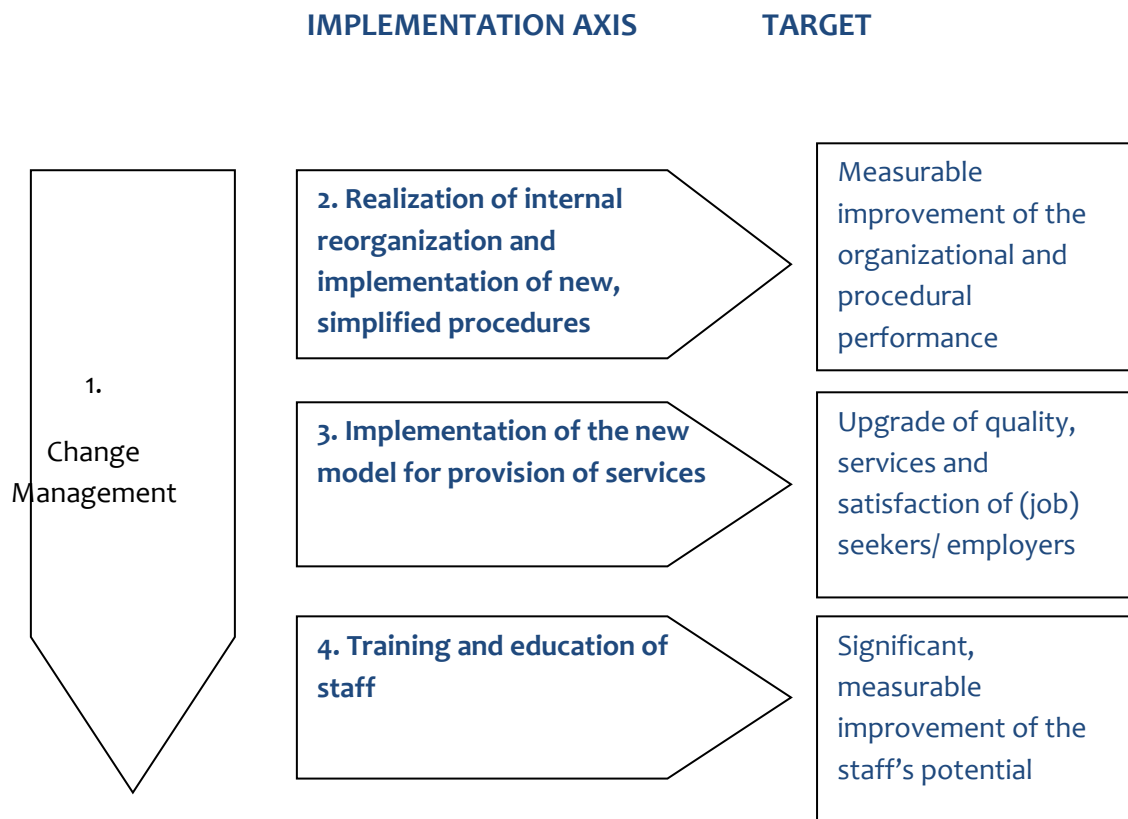 IMPLEMENTATION AXIS TARGET
1.
Change
Management
2. Realization of internal
reorganization and
implementation of new,
simplified procedures
Measurable
improvement of the
organizational and
procedural
performance
3. Implementation of the new
model for provision of services
Upgrade of quality,
services and
satisfaction of (job)
seekers/ employers
4. Training and education of
staff
Significant,
measurable
improvement of the
staff’s potential